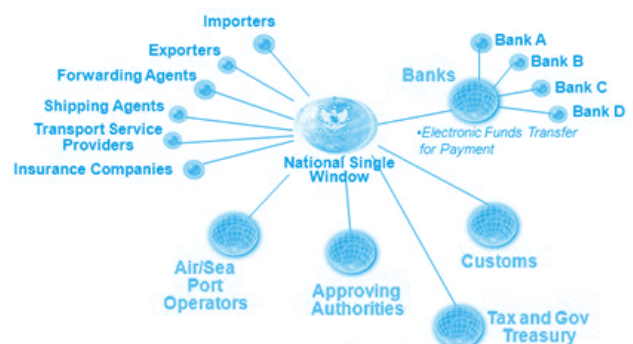 Importers
Exporters
Forwarding Agents
Shipping Agents
Transport Service
Providers
Insurance Companies
National Single
Window
Banks
Bank A
Bank B
Bank C
Bank D
•Electronic Funds Transfer
for Payment
Air/Sea
Port
Operators
Approving
Authorities
Customs
Tax and Gov
Treasury